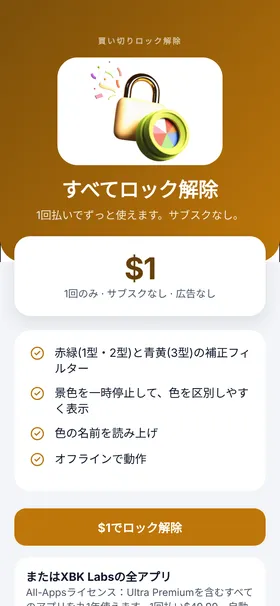 買い切りロック解除
すべてロック解除
1回払いでずっと使えます。サブスクなし。
$1
1回のみ · サブスクなし · 広告なし
赤緑(1型・2型)と青黄(3型)の補正フィ
ルター
景色を一時停止して、色を区別しやす
く表示
色の名前を読み上げ
オフラインで動作
$1でロック解除
またはXBK Labsの全アプリ
All-Appsライセンス：Ultra Premiumを含むすべて